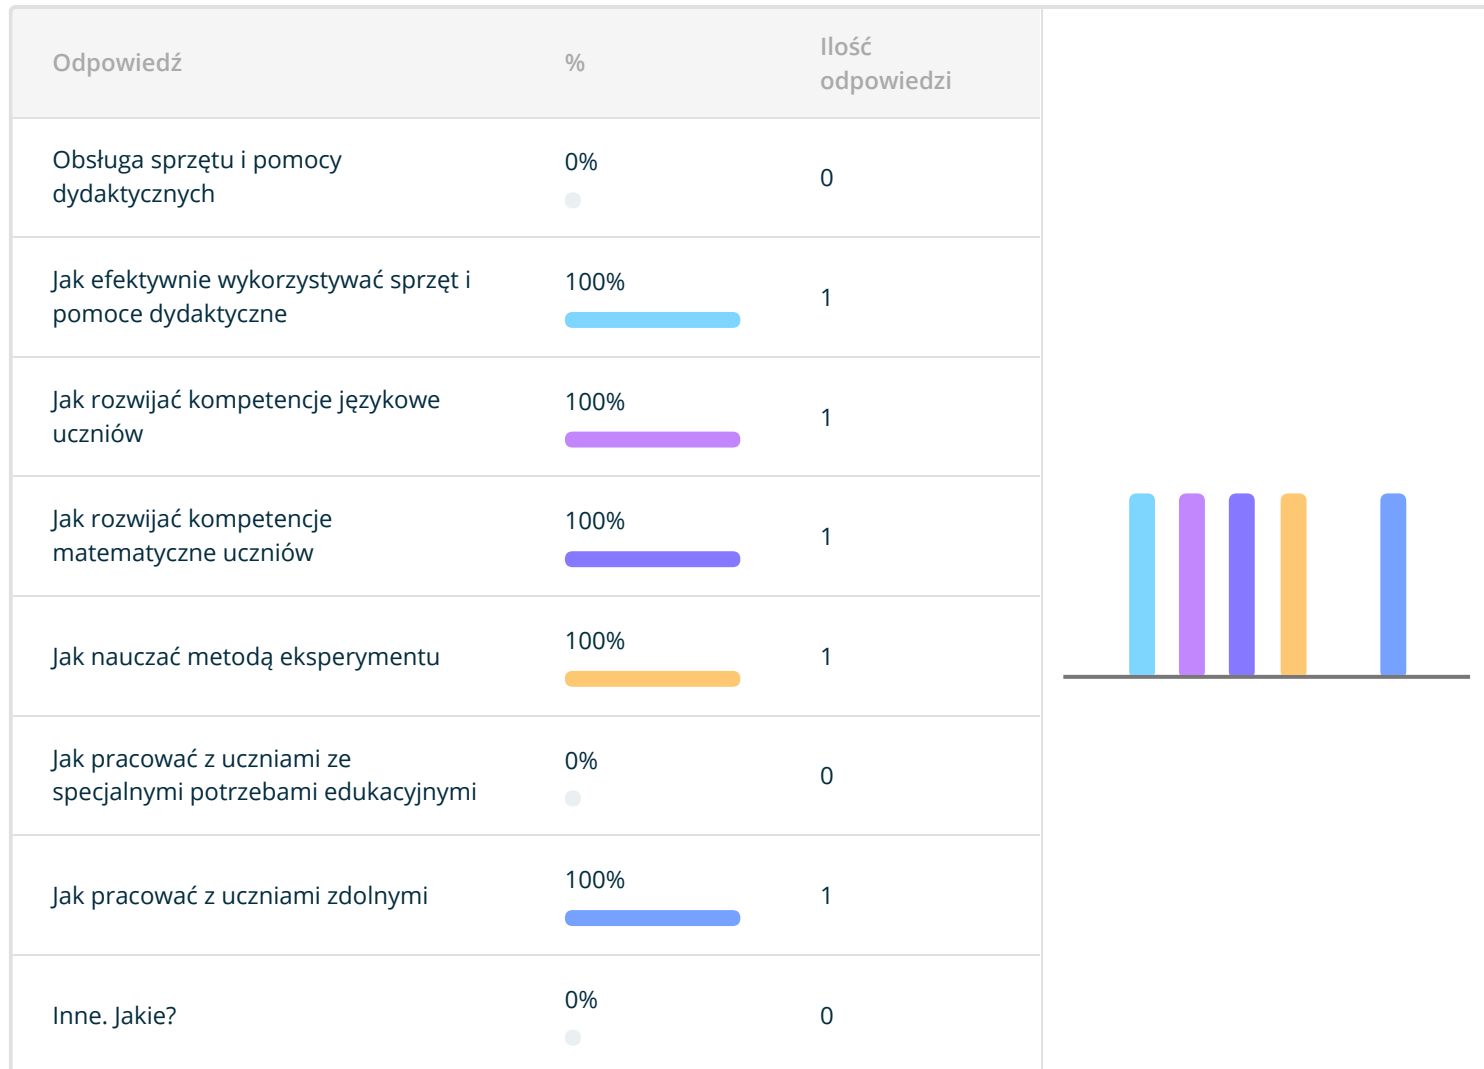 Odpowiedź
%
Ilość
odpowiedzi
Obsługa sprzętu i pomocy
dydaktycznych
0%
0
Jak efektywnie wykorzystywać sprzęt i
pomoce dydaktyczne
100%
1
Jak rozwijać kompetencje językowe
uczniów
100%
1
Jak rozwijać kompetencje
matematyczne uczniów
100%
1
Jak nauczać metodą eksperymentu
100%
1
Jak pracować z uczniami ze
specjalnymi potrzebami edukacyjnymi
0%
0
Jak pracować z uczniami zdolnymi
100%
1
Inne. Jakie?
0%
0